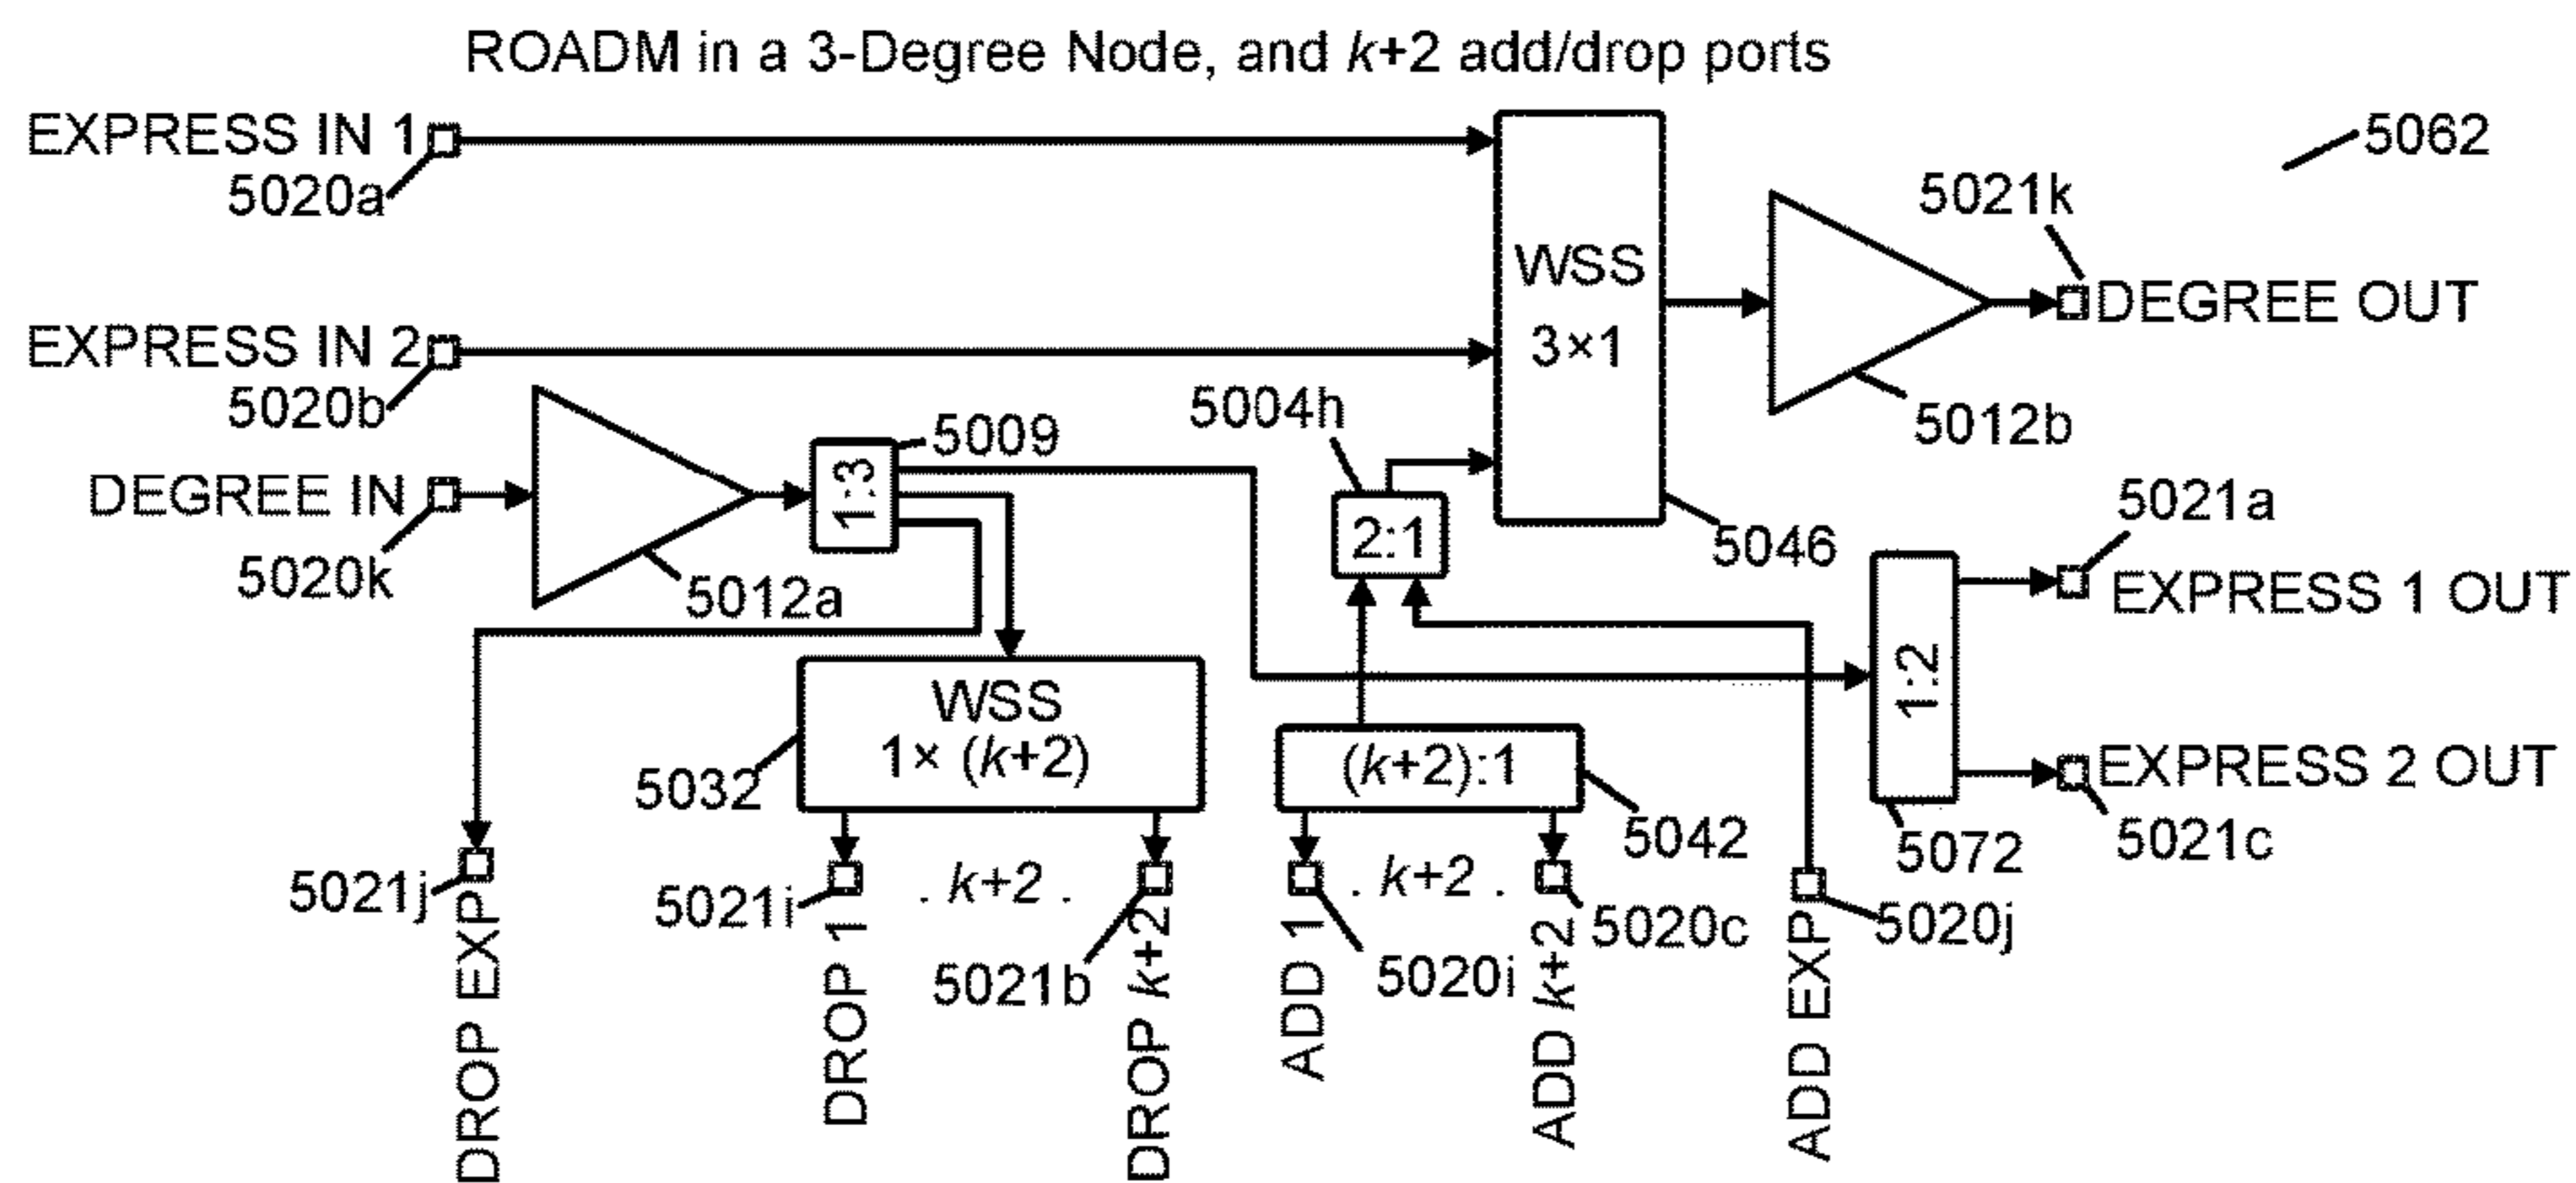 ROADM in a 3-Degree Node, and k+2 add/drop ports
EXPRESS IN 1
5020a
5062
5021k
WSS
3×1
DEGREE OUT
EXPRESS IN 2
5020b
5004h
5012b
5009
1:3
DEGREE IN
5020k
5012a
2:1
5046
5021a
EXPRESS 1 OUT
1:2
WSS
1× (k+2)
5032
(k+2):1
5042
EXPRESS 2 OUT
5072
5021c
5021j
5021i
. k+2 .
5021b
. k+2 .
5020i
5020c
5020j
DROP EXP
DROP 1
DROP k+2
ADD 1
ADD k+2
ADD EXP